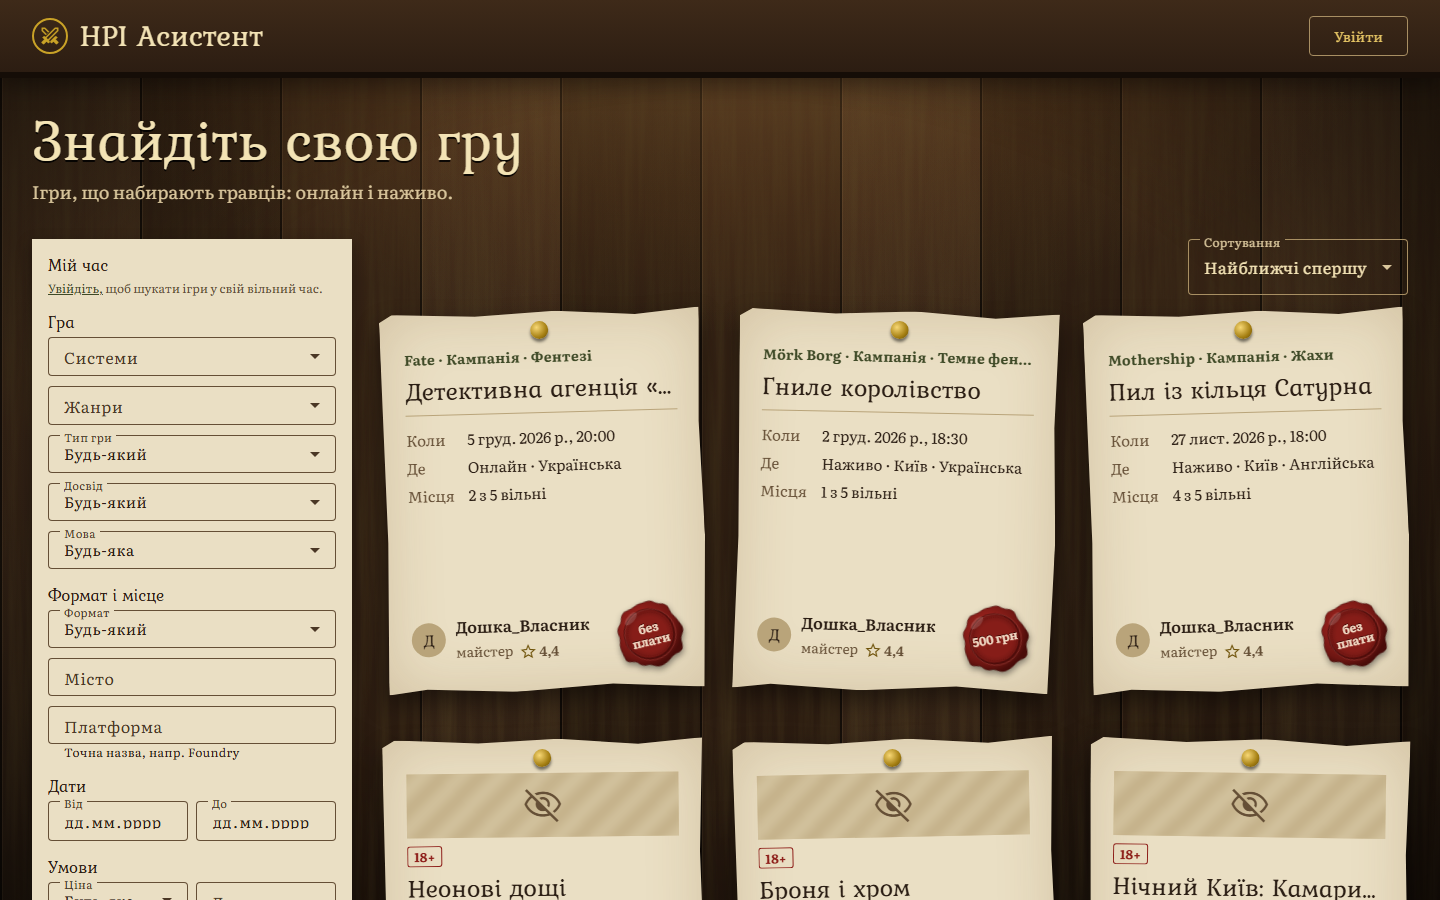 НРІ Асистент
Увійти
Знайдіть свою гру
Ігри, що набирають гравців: онлайн і наживо.
Мій час
Увійдіть, щоб шукати ігри у свій вільний час.
Гра
Системи
Жанри
Тип гри
Будь-який
Досвід
Будь-який
Мова
Будь-яка
Формат і місце
Формат
Будь-який
Місто
Платформа
Точна назва, напр. Foundry
Дати
Від
дд.мм.рррр
До
дд.мм.рррр
Умови
Ціна
Сортування
Найближчі спершу
Fate · Кампанія · Фентезі
Детективна агенція «...
Коли 5 груд. 2026 р., 20:00
Де Онлайн · Українська
Місця 2 з 5 вільні
Д
Дошка_Власник
майстер 4,4
без
плати
Mörk Borg · Кампанія · Темне фен...
Гниле королівство
Коли 2 груд. 2026 р., 18:30
Де Наживо · Київ · Українська
Місця 1 з 5 вільні
Д
Дошка_Власник
майстер 4,4
500 грн
Mothership · Кампанія · Жахи
Пил із кільця Сатурна
Коли 27 лист. 2026 р., 18:00
Де Наживо · Київ · Англійська
Місця 4 з 5 вільні
Д
Дошка_Власник
майстер 4,4
без
плати
18+
Неонові дощі
18+
Броня і хром
18+
Нічний Київ: Камари...